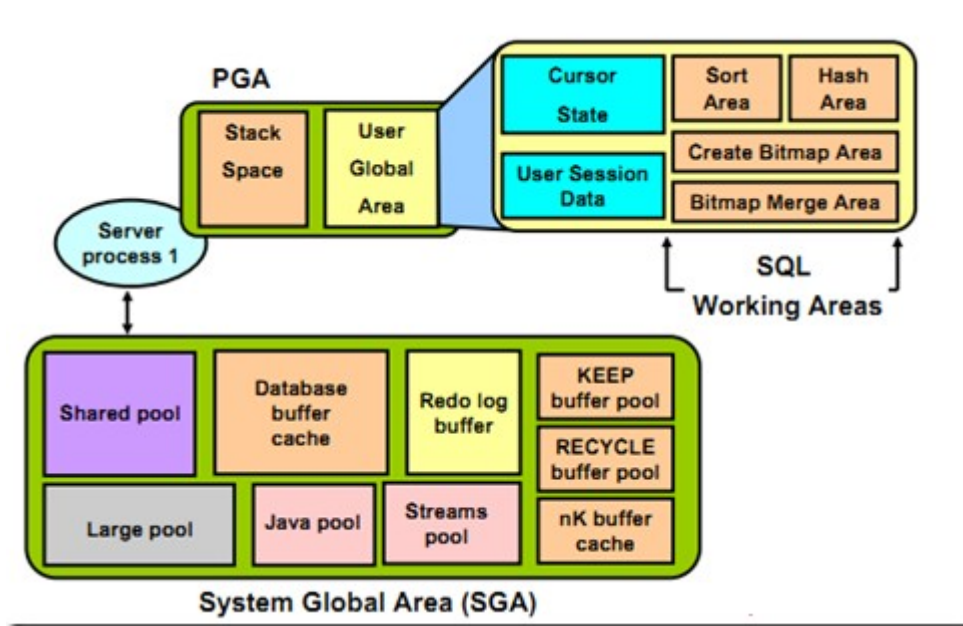 PGA
Stack
Space
User
Global
Area
Cursor
State
User Session
Data
Sort
Area
Hash
Area
Create Bitmap Area
Bitmap Merge Area
SQL
Working Areas
Server
process 1
Shared pool
Database
buffer
cache
Redo log
buffer
KEEP
buffer pool
RECYCLE
buffer pool
nK buffer
cache
Large pool
Java pool
Streams
pool
System Global Area (SGA)